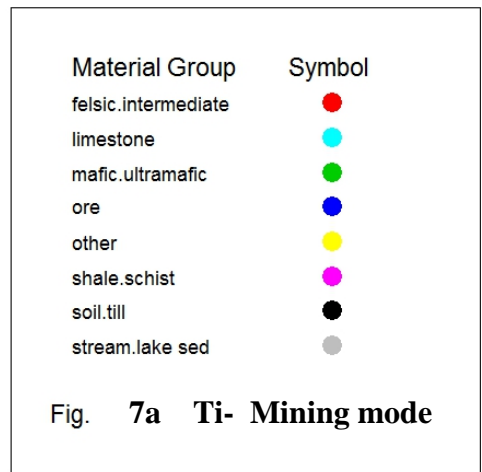 Material Group Symbol
felsic.intermediate
limestone
mafic.ultramafic
ore
other
shale.schist
soil.till
stream.lake sed
Fig. 7a Ti- Mining mode